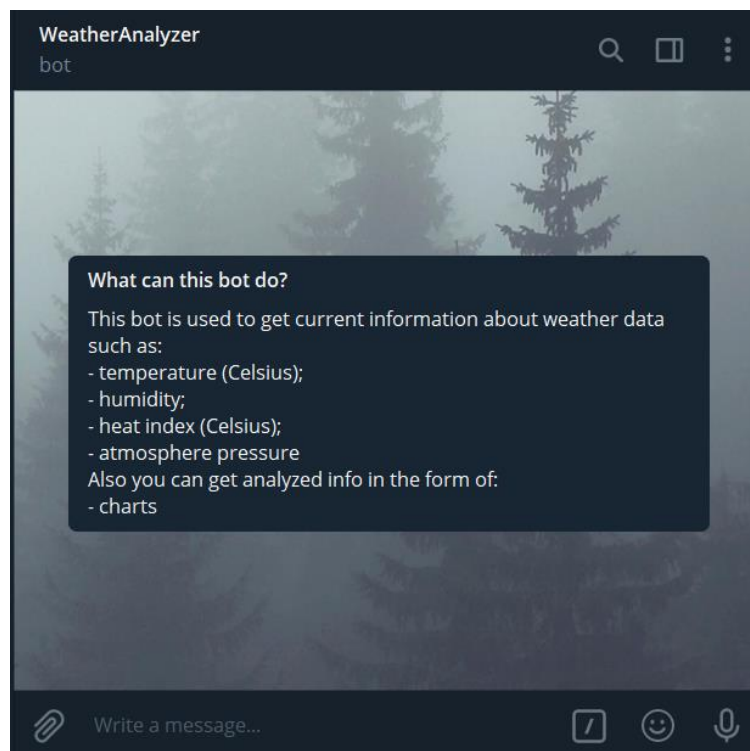 WeatherAnalyzer
bot
What can this bot do?
This bot is used to get current information about weather data
such as:
- temperature (Celsius);
- humidity;
- heat index (Celsius);
- atmosphere pressure
Also you can get analyzed info in the form of:
- charts
Write a message...